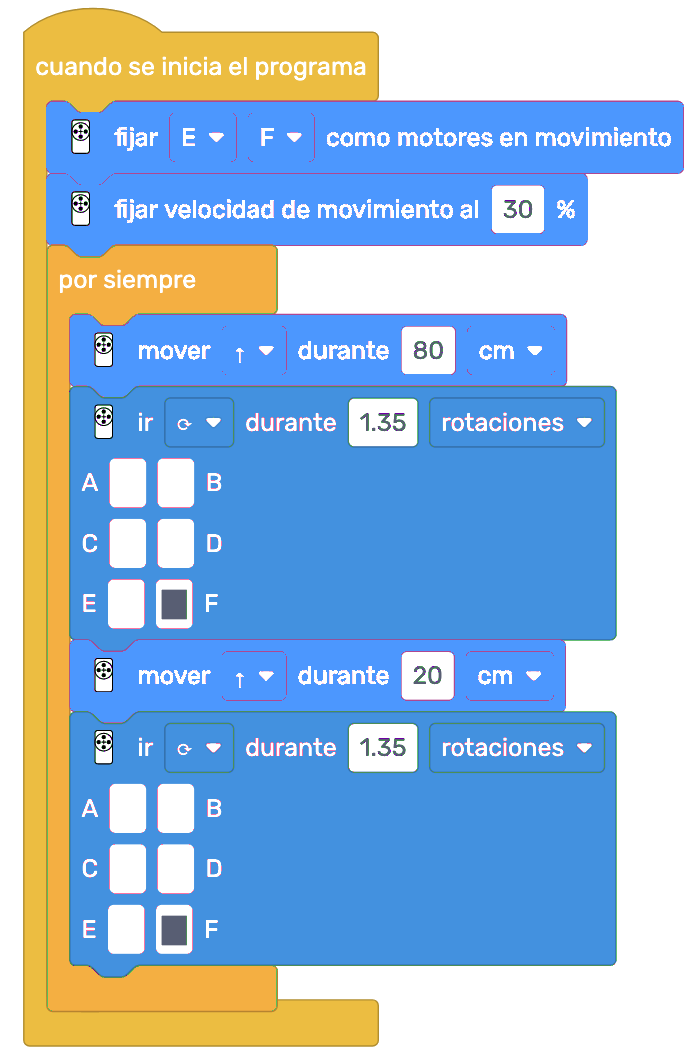 cuando se inicia el programa
fijar E F como motores en movimiento
fijar velocidad de movimiento al 30 %
por siempre
mover ↑ durante 80 cm
ir ⟳ durante 1.35 rotaciones
A B
C D
E F
mover ↑ durante 20 cm
ir ⟳ durante 1.35 rotaciones
A B
C D
E F